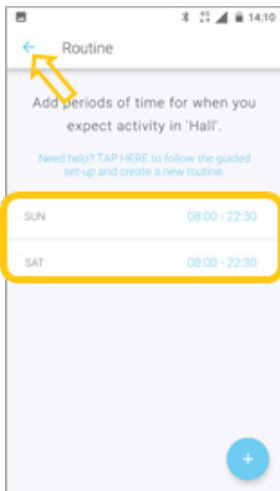 14:10
Routine
Add periods of time for when you
expect activity in 'Hall'.
Need help? TAP HERE to follow the guided
set-up and create a new routine.
SUN 08:00 - 22:30
SAT 08:00 - 22:30
+